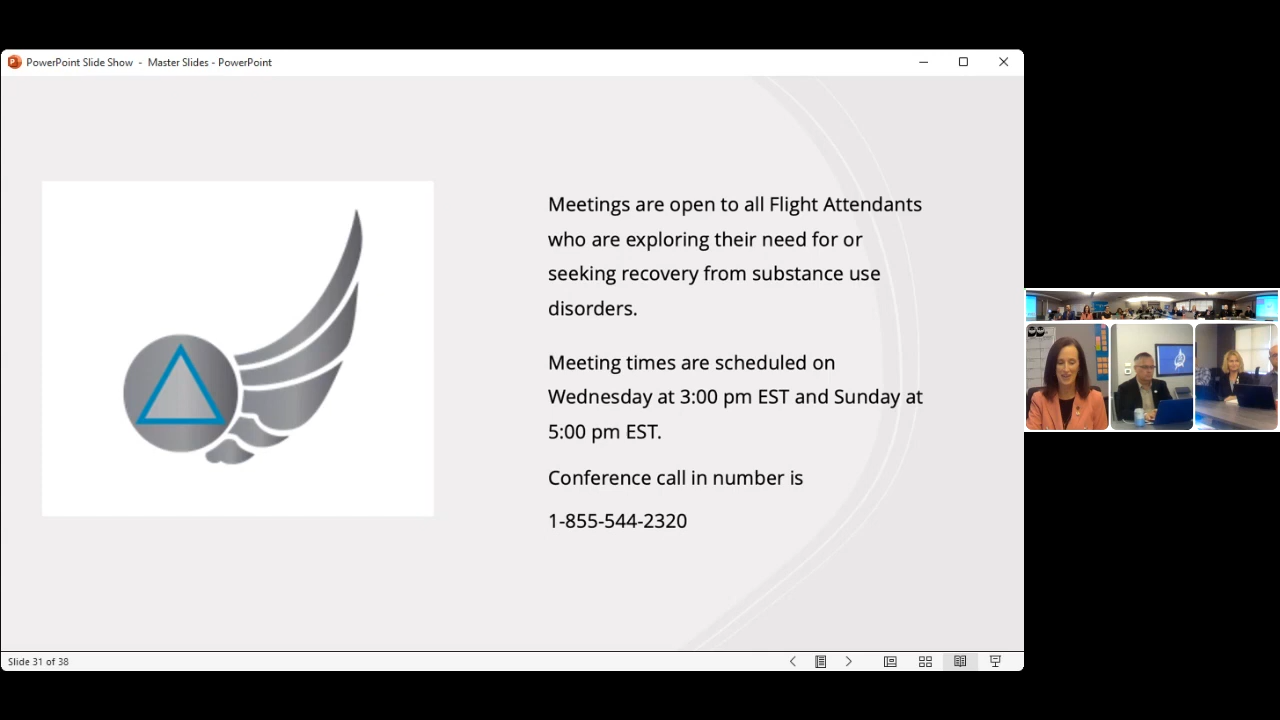 PowerPoint Slide Show - Master Slides - PowerPoint
Meetings are open to all Flight Attendants
who are exploring their need for or
seeking recovery from substance use
disorders.
Meeting times are scheduled on
Wednesday at 3:00 pm EST and Sunday at
5:00 pm EST.
Conference call in number is
1-855-544-2320
Slide 31 of 38